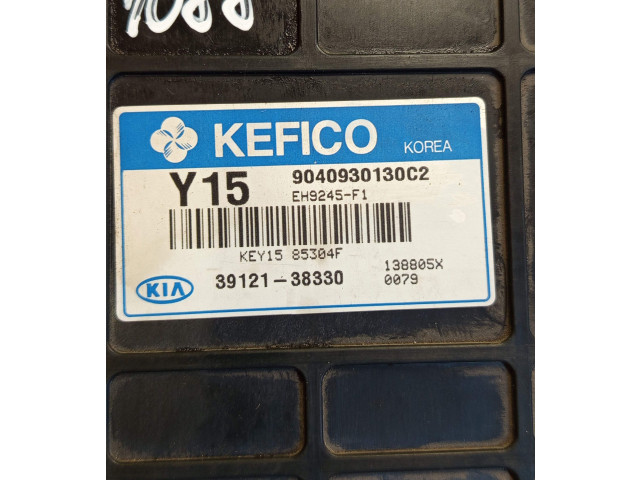 KEFICO KOREA
Y15 9040930130C2
EH9245-F1
KEY15 85304F
KIA 39121-38330 138805X
0079